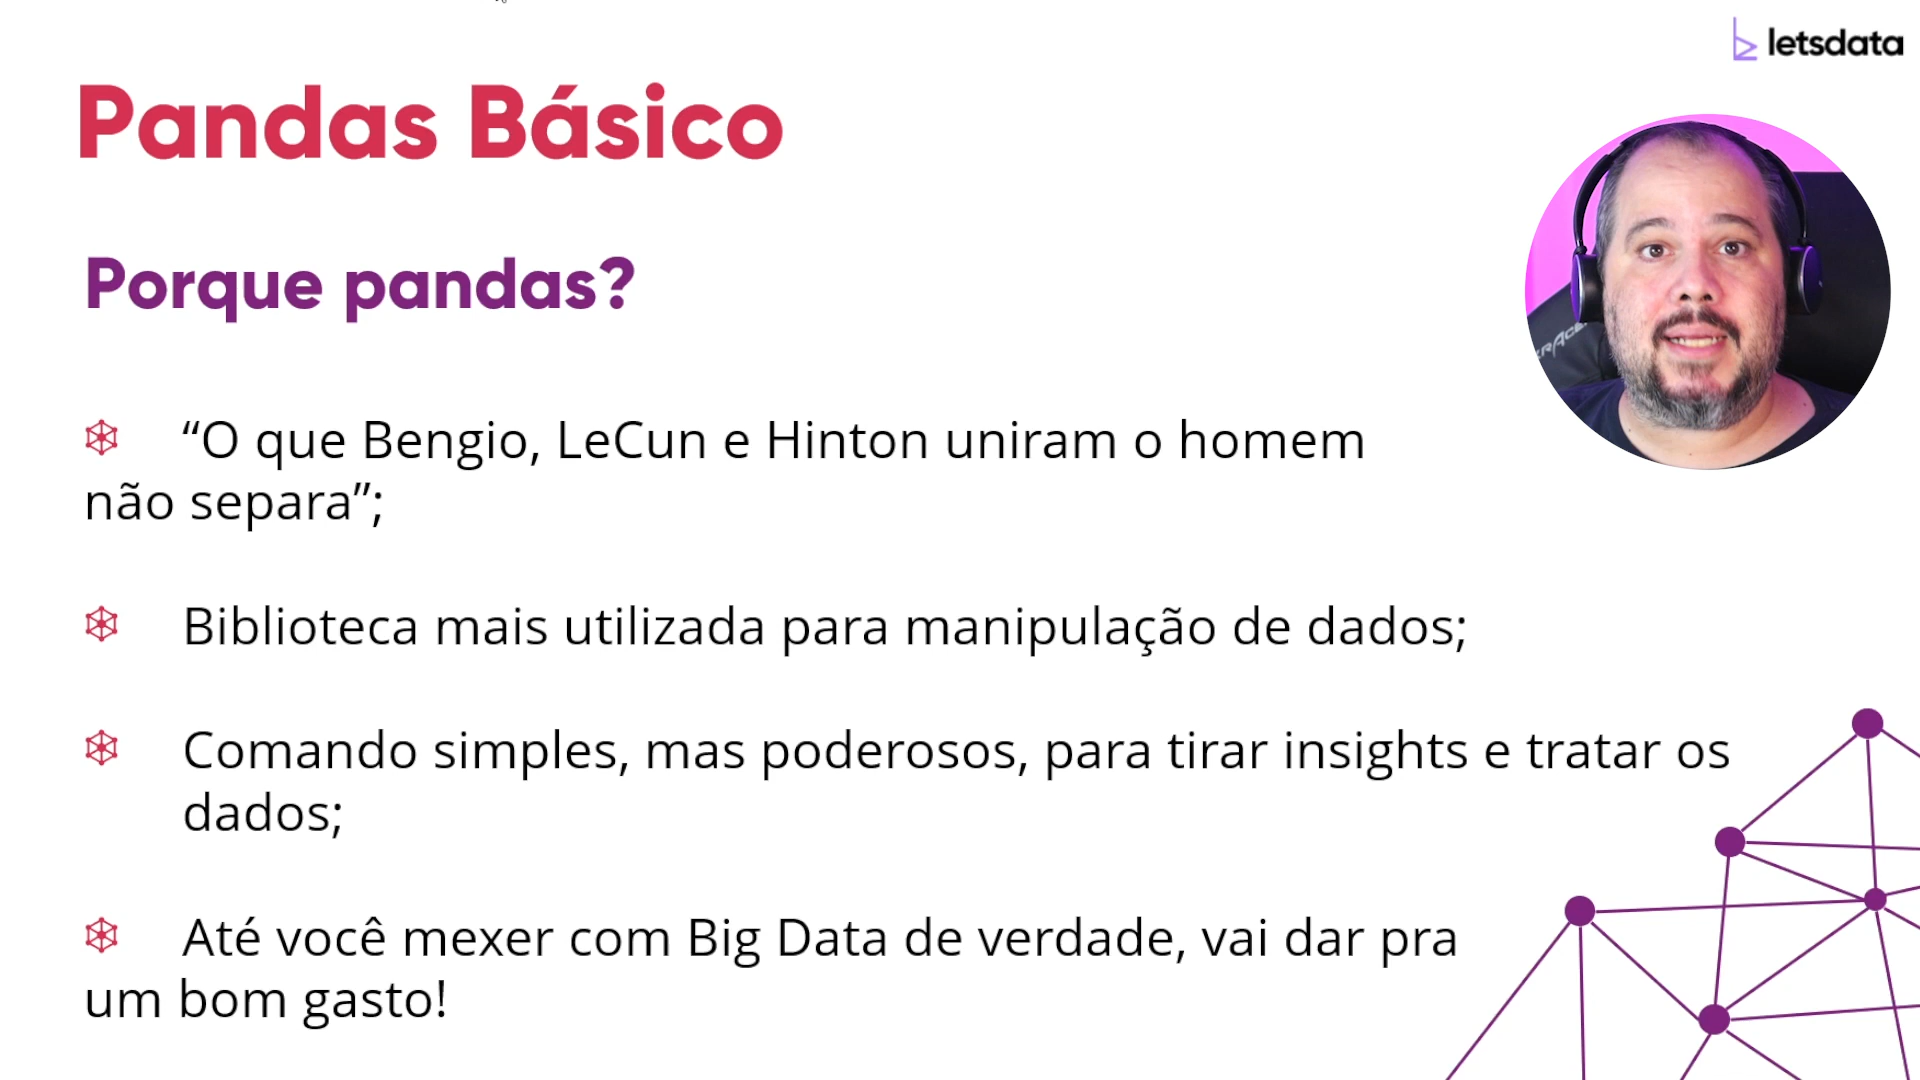 letsdata
Pandas Básico
Porque pandas?
“O que Bengio, LeCun e Hinton uniram o homem
não separa”;
Biblioteca mais utilizada para manipulação de dados;
Comando simples, mas poderosos, para tirar insights e tratar os
dados;
Até você mexer com Big Data de verdade, vai dar pra
um bom gasto!